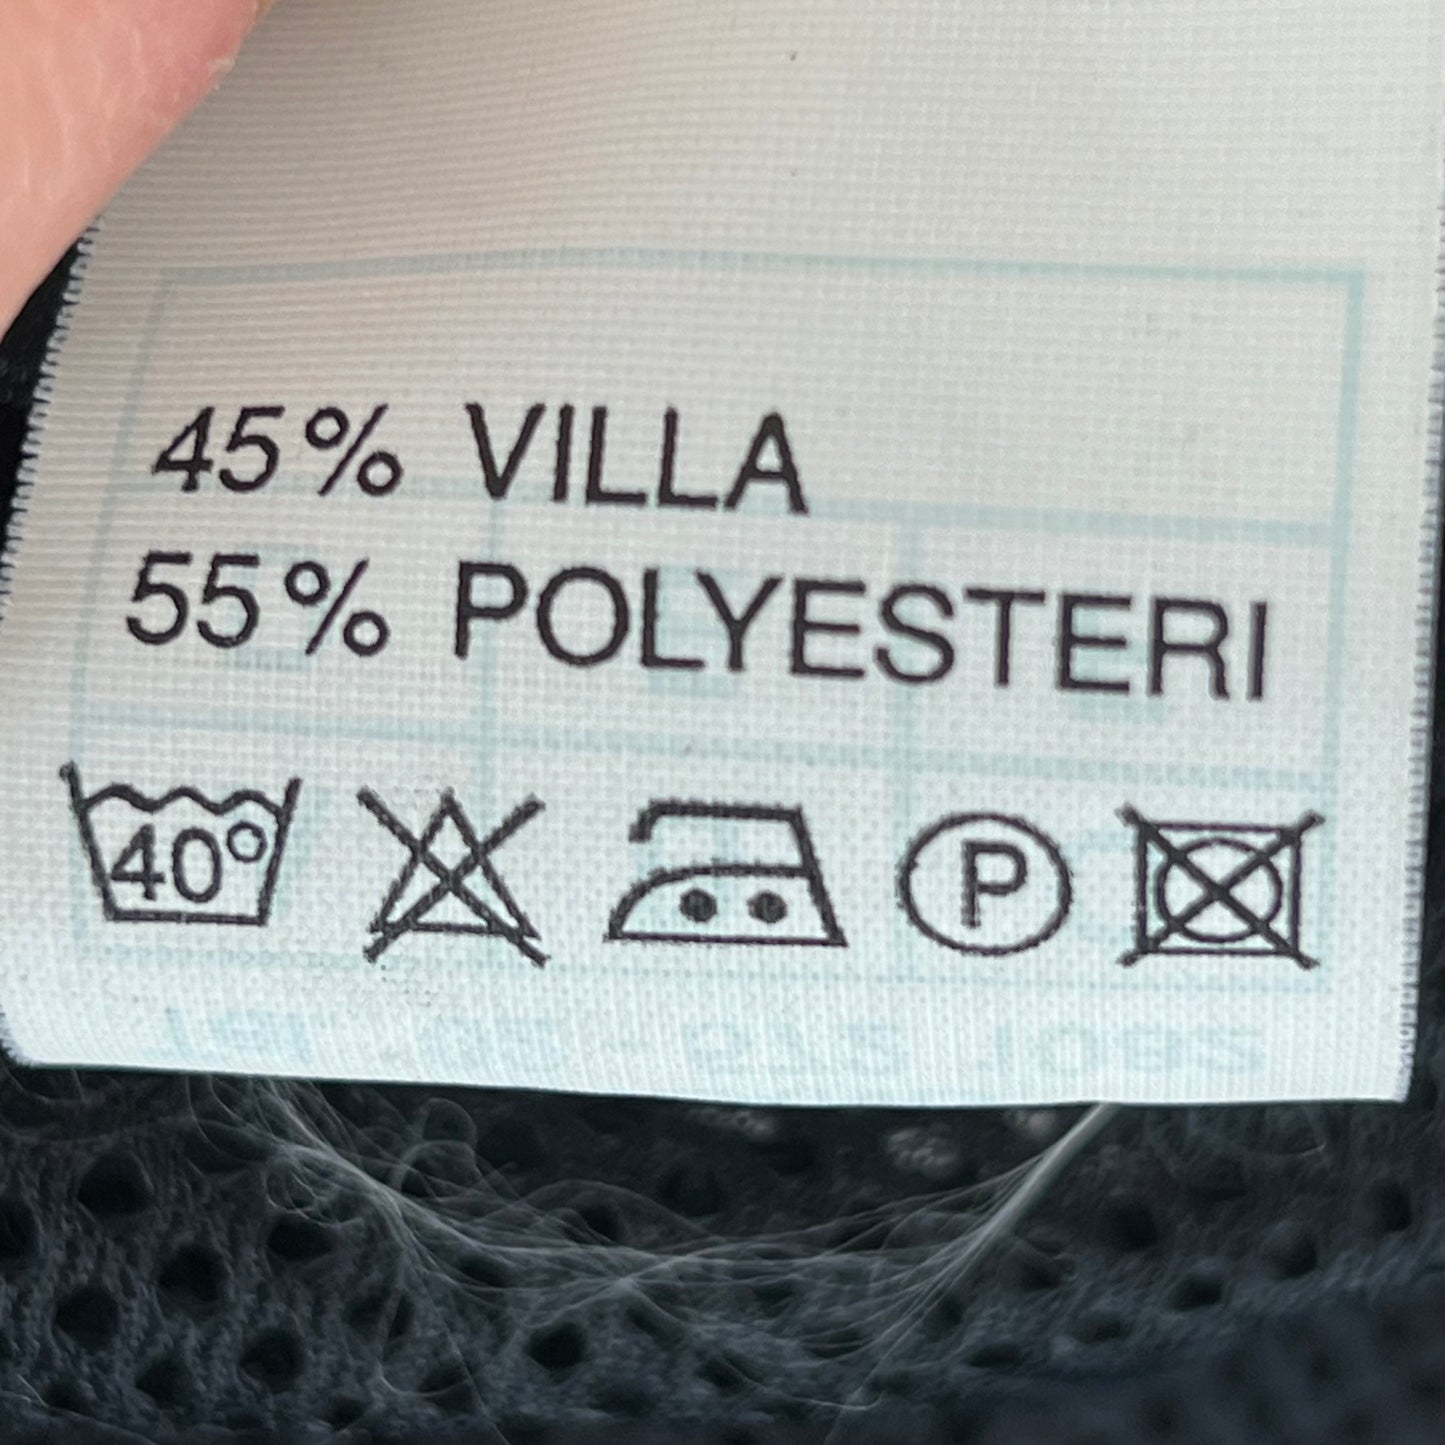 45% VILLA
55% POLYESTERI
40° P